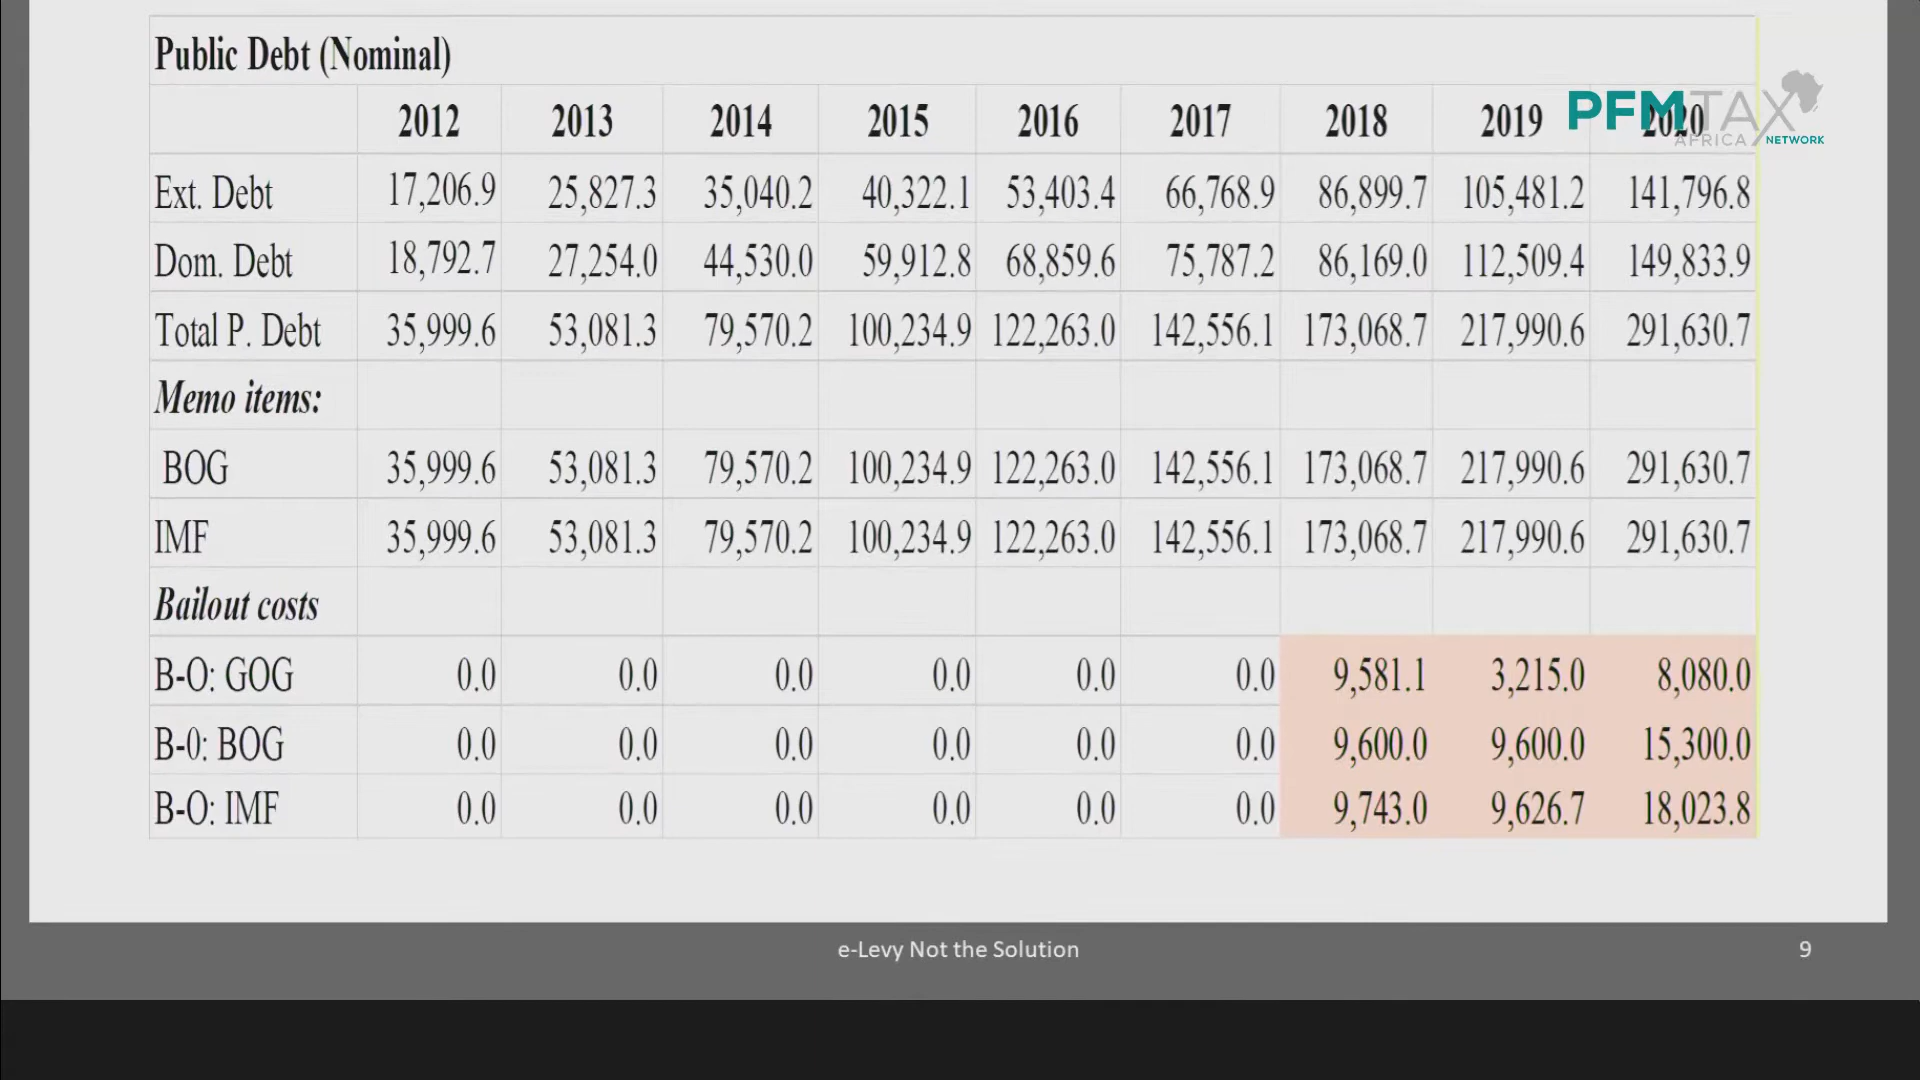 Public Debt (Nominal)
2012 2013 2014 2015 2016 2017 2018 2019 2020
PFM TAX
AFRICA NETWORK
Ext. Debt 17,206.9 25,827.3 35,040.2 40,322.1 53,403.4 66,768.9 86,899.7 105,481.2 141,796.8
Dom. Debt 18,792.7 27,254.0 44,530.0 59,912.8 68,859.6 75,787.2 86,169.0 112,509.4 149,833.9
Total P. Debt 35,999.6 53,081.3 79,570.2 100,234.9 122,263.0 142,556.1 173,068.7 217,990.6 291,630.7
Memo items:
BOG 35,999.6 53,081.3 79,570.2 100,234.9 122,263.0 142,556.1 173,068.7 217,990.6 291,630.7
IMF 35,999.6 53,081.3 79,570.2 100,234.9 122,263.0 142,556.1 173,068.7 217,990.6 291,630.7
Bailout costs
B-O: GOG 0.0 0.0 0.0 0.0 0.0 0.0 9,581.1 3,215.0 8,080.0
B-0: BOG 0.0 0.0 0.0 0.0 0.0 0.0 9,600.0 9,600.0 15,300.0
B-O: IMF 0.0 0.0 0.0 0.0 0.0 0.0 9,743.0 9,626.7 18,023.8
e-Levy Not the Solution 9